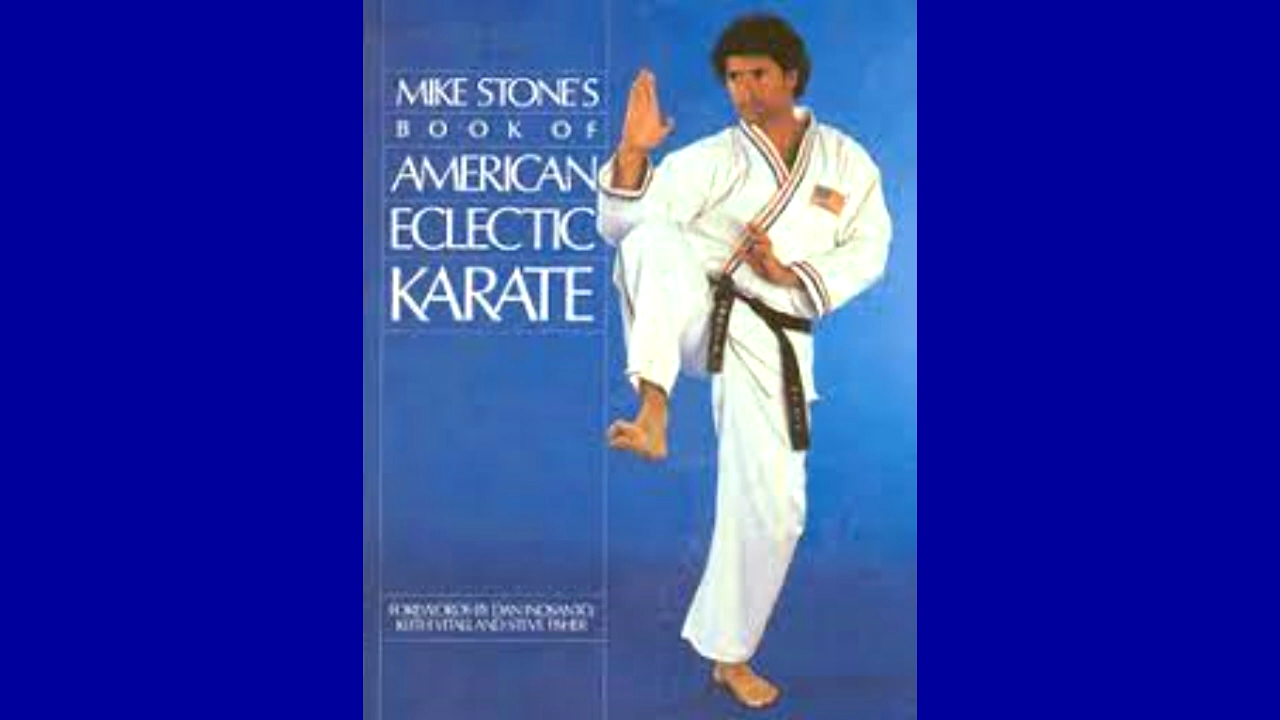 MIKE STONE'S
BOOK OF
AMERICAN
ECLECTIC
KARATE
FOREWORDS BY DAN INOSANTO,
KEITH VITALI, AND STEVE FISHER